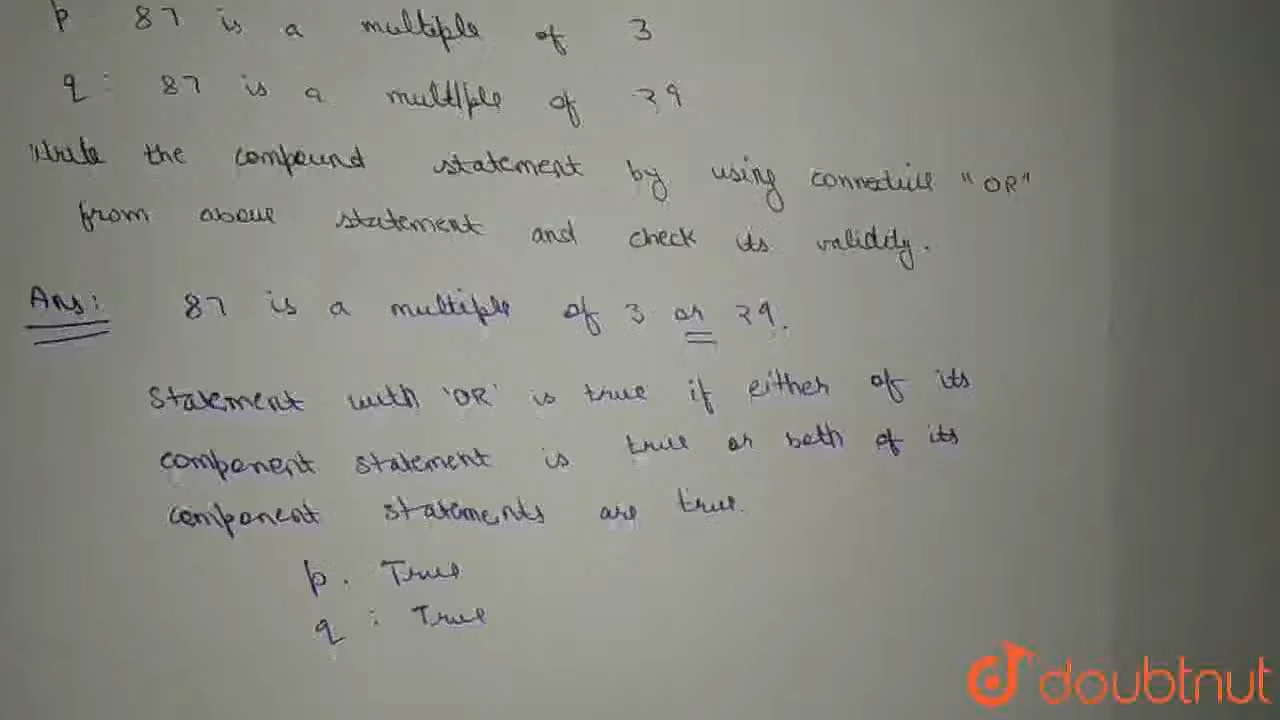 p 87 is a multiple of 3
q : 87 is a multiple of 29
Write the compound statement by using connective "OR"
from above statement and check its validity.
Ans: 87 is a multiple of 3 or 29.
Statement with 'OR' is true if either of its
component statement is true or both of its
component statements are true.
p. True
q : True
doubtnut